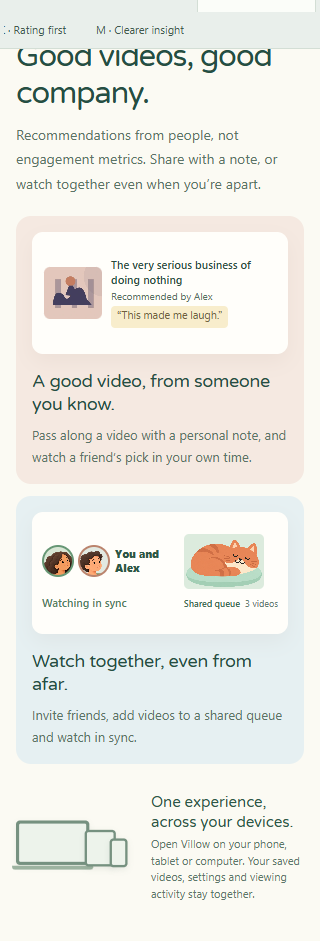 · Rating first
M · Clearer insight
Good videos, good
company.
Recommendations from people, not
engagement metrics. Share with a note, or
watch together even when you’re apart.
The very serious business of
doing nothing
Recommended by Alex
“This made me laugh.”
A good video, from someone
you know.
Pass along a video with a personal note, and
watch a friend’s pick in your own time.
You and
Alex
Watching in sync
Shared queue 3 videos
Watch together, even from
afar.
Invite friends, add videos to a shared queue
and watch in sync.
One experience,
across your devices.
Open Villow on your phone,
tablet or computer. Your saved
videos, settings and viewing
activity stay together.